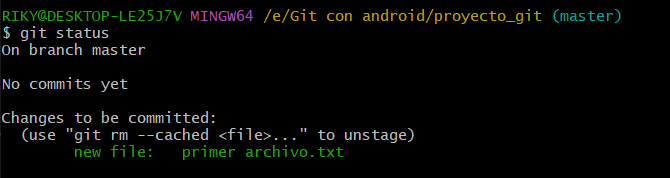 RIKY@DESKTOP-LE25J7V MINGW64 /e/Git con android/proyecto_git (master)
$ git status
On branch master
No commits yet
Changes to be committed:
(use "git rm --cached <file>..." to unstage)
new file: primer archivo.txt